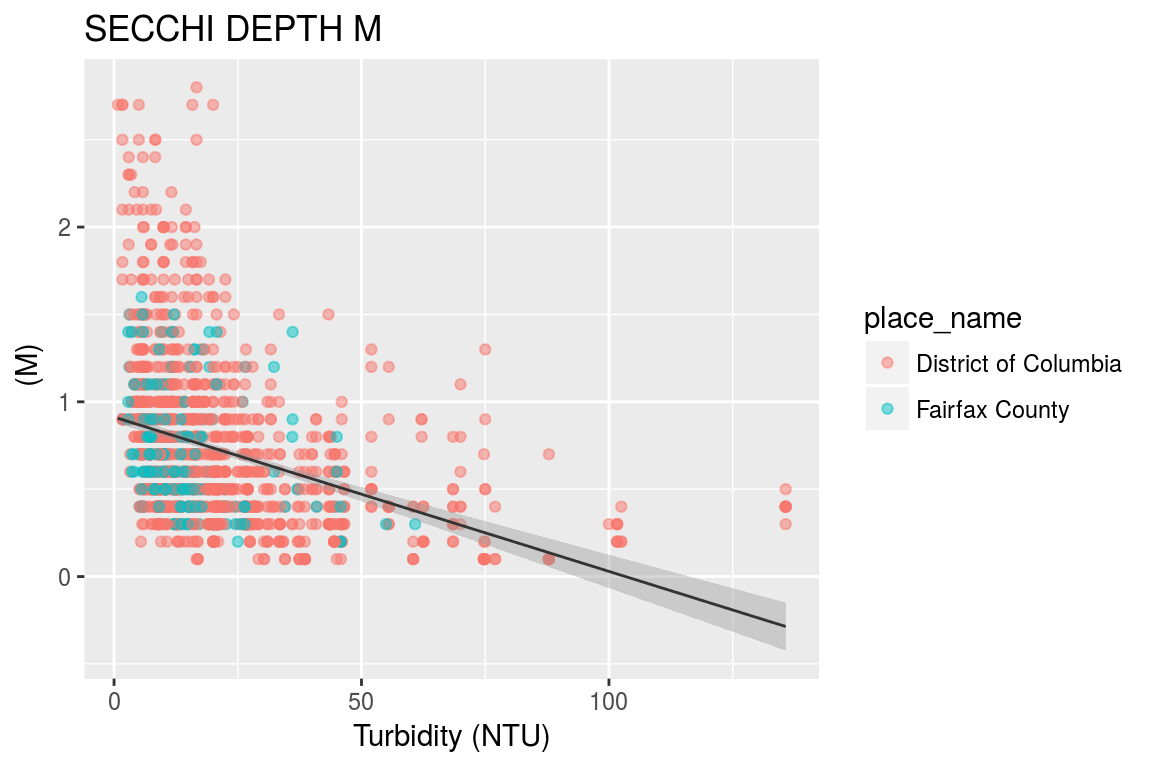 SECCHI DEPTH M
2
1
0
(M)
0 50 100
Turbidity (NTU)
place_name
District of Columbia
Fairfax County